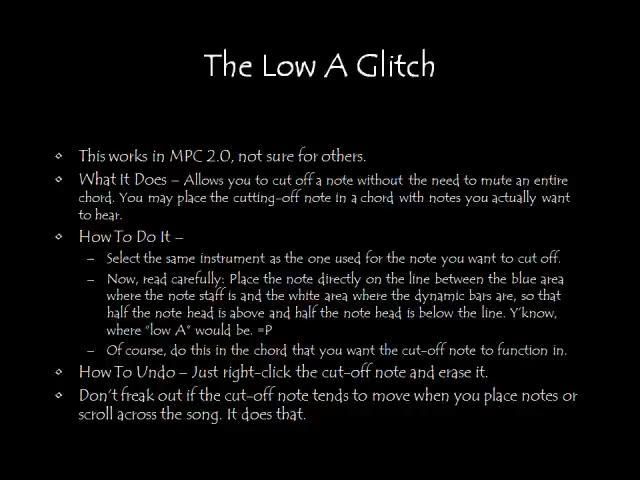 The Low A Glitch
• This works in MPC 2.0, not sure for others.
• What It Does – Allows you to cut off a note without the need to mute an entire
chord. You may place the cutting-off note in a chord with notes you actually want
to hear.
• How To Do It –
– Select the same instrument as the one used for the note you want to cut off.
– Now, read carefully: Place the note directly on the line between the blue area
where the note staff is and the white area where the dynamic bars are, so that
half the note head is above and half the note head is below the line. Y'know,
where "low A" would be. =P
– Of course, do this in the chord that you want the cut-off note to function in.
• How To Undo – Just right-click the cut-off note and erase it.
• Don't freak out if the cut-off note tends to move when you place notes or
scroll across the song. It does that.